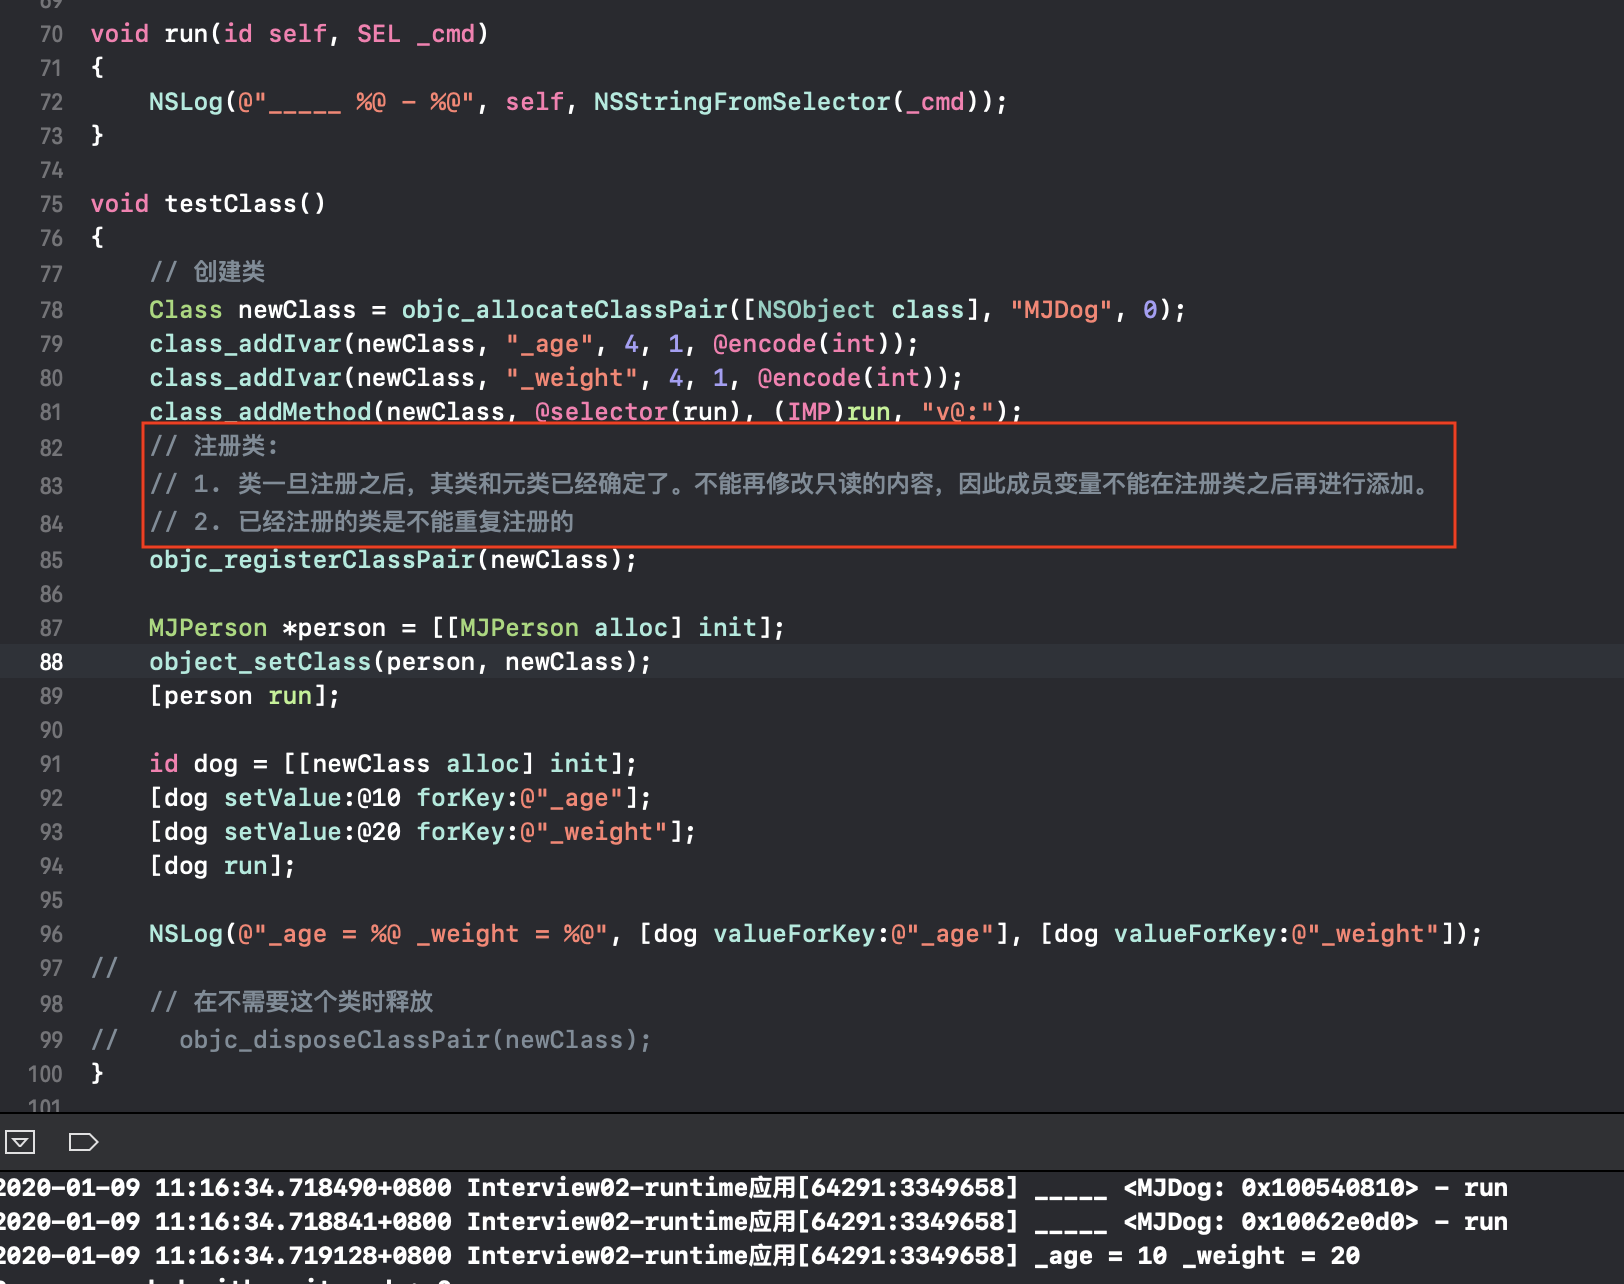 69
70 void run(id self, SEL _cmd)
71 {
72 NSLog(@"_____ %@ - %@", self, NSStringFromSelector(_cmd));
73 }
74
75 void testClass()
76 {
77 // 创建类
78 Class newClass = objc_allocateClassPair([NSObject class], "MJDog", 0);
79 class_addIvar(newClass, "_age", 4, 1, @encode(int));
80 class_addIvar(newClass, "_weight", 4, 1, @encode(int));
81 class_addMethod(newClass, @selector(run), (IMP)run, "v@:");
82 // 注册类:
83 // 1. 类一旦注册之后，其类和元类已经确定了。不能再修改只读的内容，因此成员变量不能在注册类之后再进行添加。
84 // 2. 已经注册的类是不能重复注册的
85 objc_registerClassPair(newClass);
86
87 MJPerson *person = [[MJPerson alloc] init];
88 object_setClass(person, newClass);
89 [person run];
90
91 id dog = [[newClass alloc] init];
92 [dog setValue:@10 forKey:@"_age"];
93 [dog setValue:@20 forKey:@"_weight"];
94 [dog run];
95
96 NSLog(@"_age = %@ _weight = %@", [dog valueForKey:@"_age"], [dog valueForKey:@"_weight"]);
97 //
98 // 在不需要这个类时释放
99 // objc_disposeClassPair(newClass);
100 }
101
2020-01-09 11:16:34.718490+0800 Interview02-runtime应用[64291:3349658] _____ <MJDog: 0x100540810> - run
2020-01-09 11:16:34.718841+0800 Interview02-runtime应用[64291:3349658] _____ <MJDog: 0x10062e0d0> - run
2020-01-09 11:16:34.719128+0800 Interview02-runtime应用[64291:3349658] _age = 10 _weight = 20